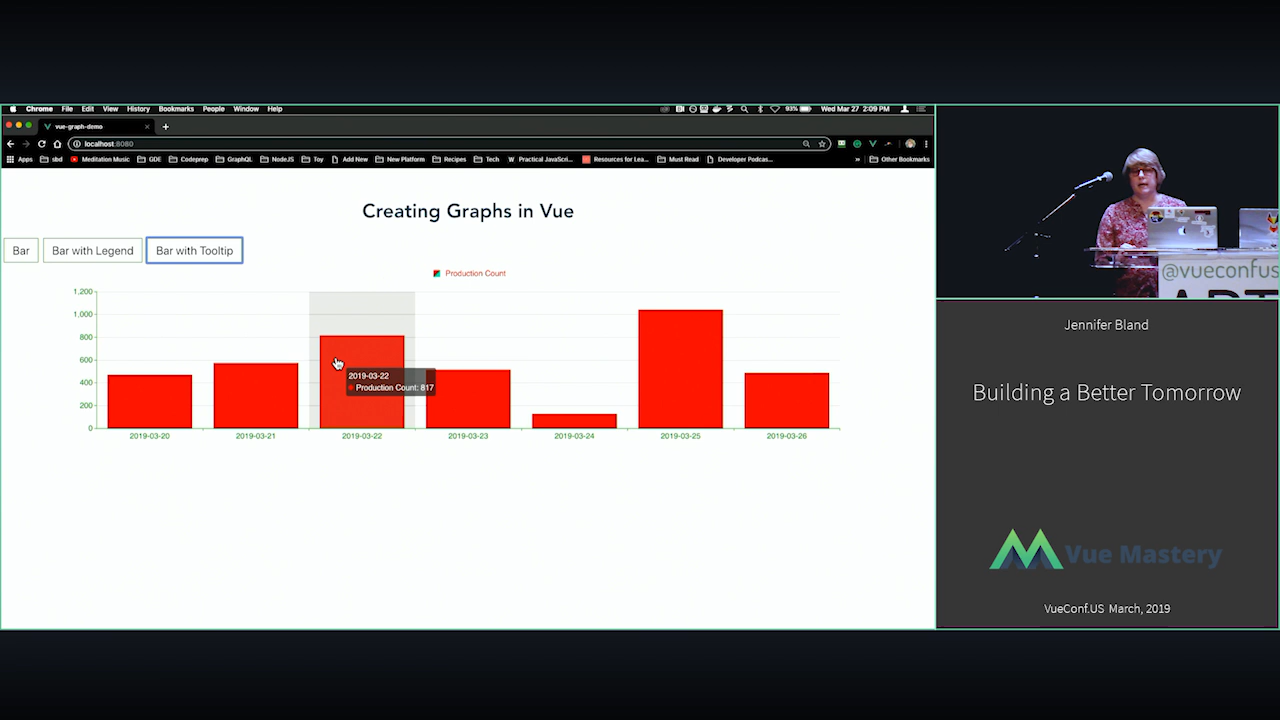 Chrome File Edit View History Bookmarks People Window Help
93% Wed Mar 27 2:09 PM
vue-graph-demo
localhost:8080
Apps sbd Meditation Music GDE Codeprep GraphQL NodeJS Toy Add New New Platform Recipes Tech Practical JavaScri... Resources for Lea... Must Read Developer Podcas... » Other Bookmarks
Creating Graphs in Vue
Bar Bar with Legend Bar with Tooltip
Production Count
1,200
1,000
800
600
400
200
0
2019-03-22
Production Count: 817
2019-03-20 2019-03-21 2019-03-22 2019-03-23 2019-03-24 2019-03-25 2019-03-26
@vueconfus
Jennifer Bland
Building a Better Tomorrow
Vue Mastery
VueConf.US March, 2019